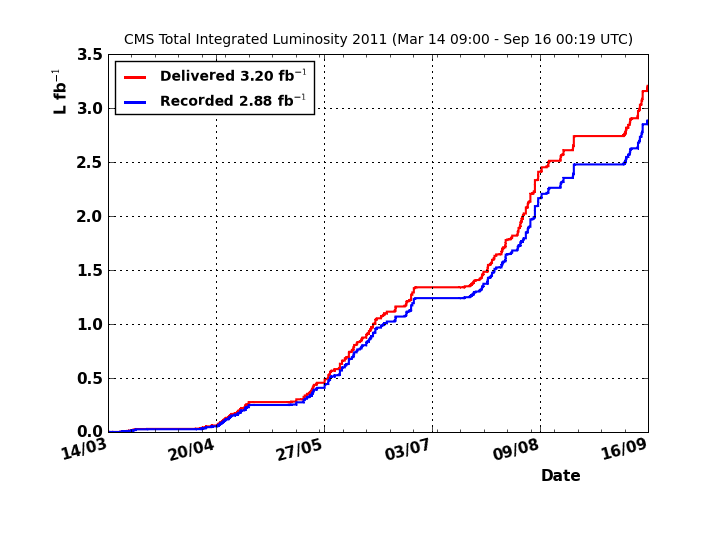 CMS Total Integrated Luminosity 2011 (Mar 14 09:00 - Sep 16 00:19 UTC)
L fb⁻¹
Delivered 3.20 fb⁻¹
Recorded 2.88 fb⁻¹
3.5
3.0
2.5
2.0
1.5
1.0
0.5
0.0
14/03 20/04 27/05 03/07 09/08 16/09
Date